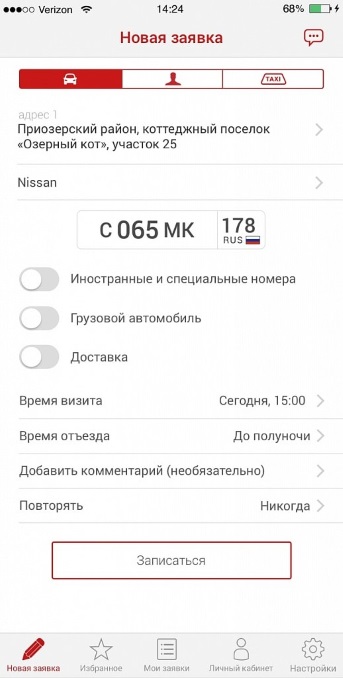 Verizon 14:24 68%
Новая заявка
TAXI
адрес 1
Приозерский район, коттеджный поселок
«Озерный кот», участок 25
Nissan
С 065 МК 178
RUS
Иностранные и специальные номера
Грузовой автомобиль
Доставка
Время визита Сегодня, 15:00
Время отъезда До полуночи
Добавить комментарий (необязательно)
Повторять Никогда
Записаться
Новая заявка Избранное Мои заявки Личный кабинет Настройки